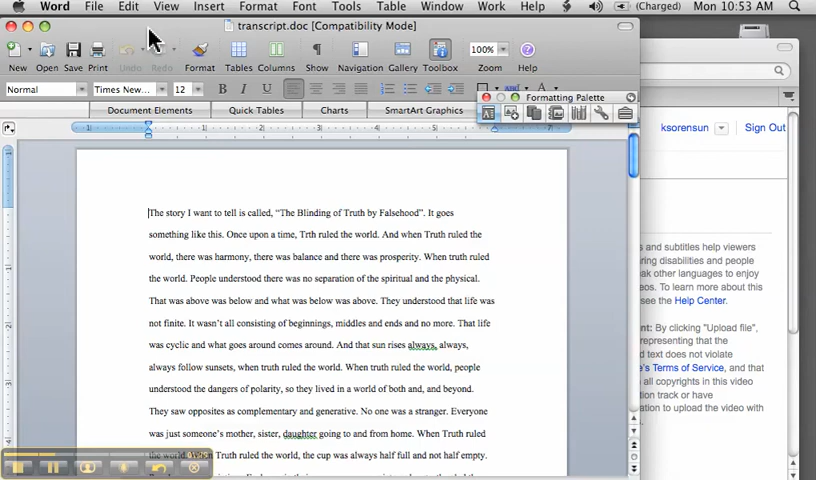 Word File Edit View Insert Format Font Tools Table Window Work Help (Charged) Mon 10:53 AM
transcript.doc [Compatibility Mode]
100%
New Open Save Print Undo Redo Format Tables Columns Show Navigation Gallery Toolbox Zoom Help
Normal Times New... 12 B I U A
Formatting Palette
Document Elements Quick Tables Charts SmartArt Graphics
ksorensun Sign Out
The story I want to tell is called, “The Blinding of Truth by Falsehood”. It goes
something like this. Once upon a time, Trth ruled the world. And when Truth ruled the
world, there was harmony, there was balance and there was prosperity. When truth ruled
the world. People understood there was no separation of the spiritual and the physical.
That was above was below and what was below was above. They understood that life was
not finite. It wasn’t all consisting of beginnings, middles and ends and no more. That life
was cyclic and what goes around comes around. And that sun rises always, always,
always follow sunsets, when truth ruled the world. When truth ruled the world, people
understood the dangers of polarity, so they lived in a world of both and, and beyond.
They saw opposites as complementary and generative. No one was a stranger. Everyone
was just someone’s mother, sister, daughter going to and from home. When Truth ruled
the world. When Truth ruled the world, the cup was always half full and not half empty.
s and subtitles help viewers
ring disabilities and people
ak other languages to enjoy
os. To learn more about
see the Help Center.
t: By clicking "Upload file",
representing that the
d text does not violate
's Terms of Service, and that
all copyrights in this video
tion track or have
ation to upload the video with